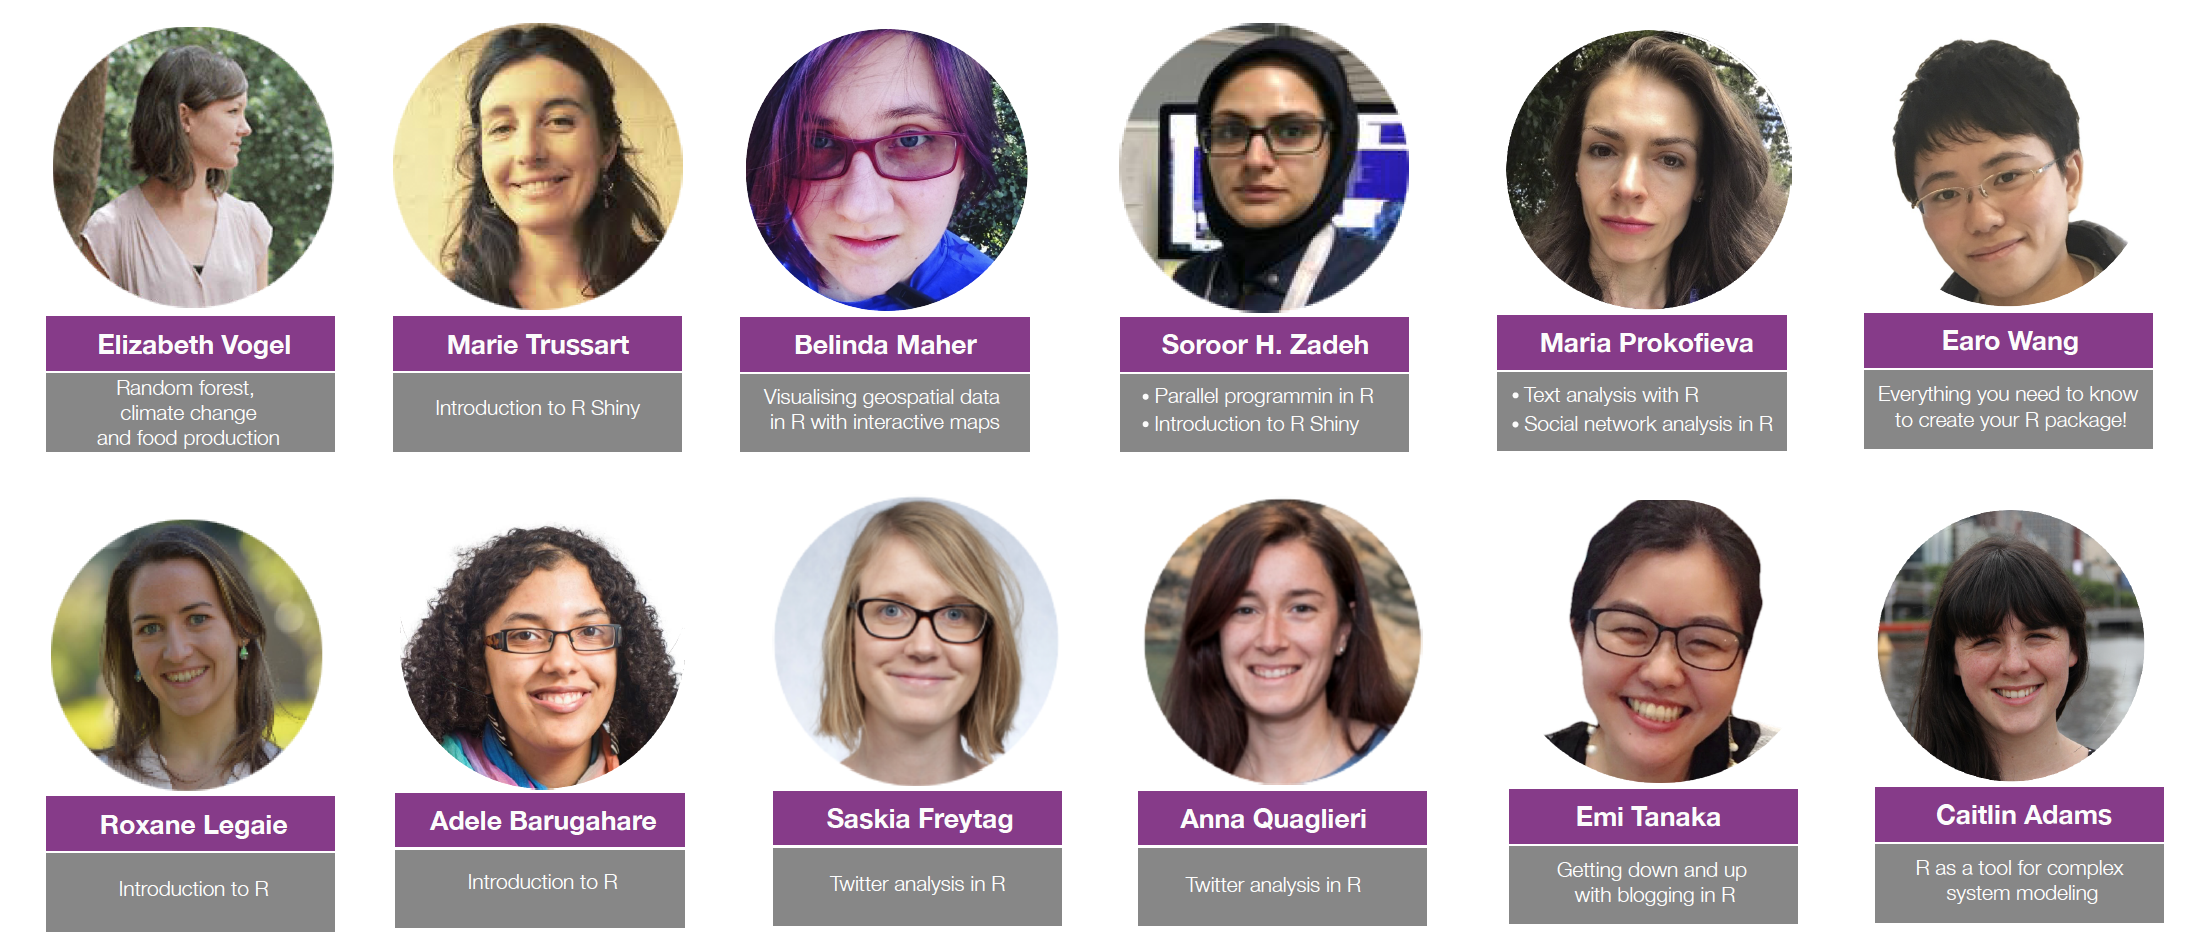 Elizabeth Vogel
Random forest,
climate change
and food production
Marie Trussart
Introduction to R Shiny
Belinda Maher
Visualising geospatial data
in R with interactive maps
Soroor H. Zadeh
• Parallel programmin in R
• Introduction to R Shiny
Maria Prokofieva
• Text analysis with R
• Social network analysis in R
Earo Wang
Everything you need to know
to create your R package!
Roxane Legaie
Introduction to R
Adele Barugahare
Introduction to R
Saskia Freytag
Twitter analysis in R
Anna Quaglieri
Twitter analysis in R
Emi Tanaka
Getting down and up
with blogging in R
Caitlin Adams
R as a tool for complex
system modeling